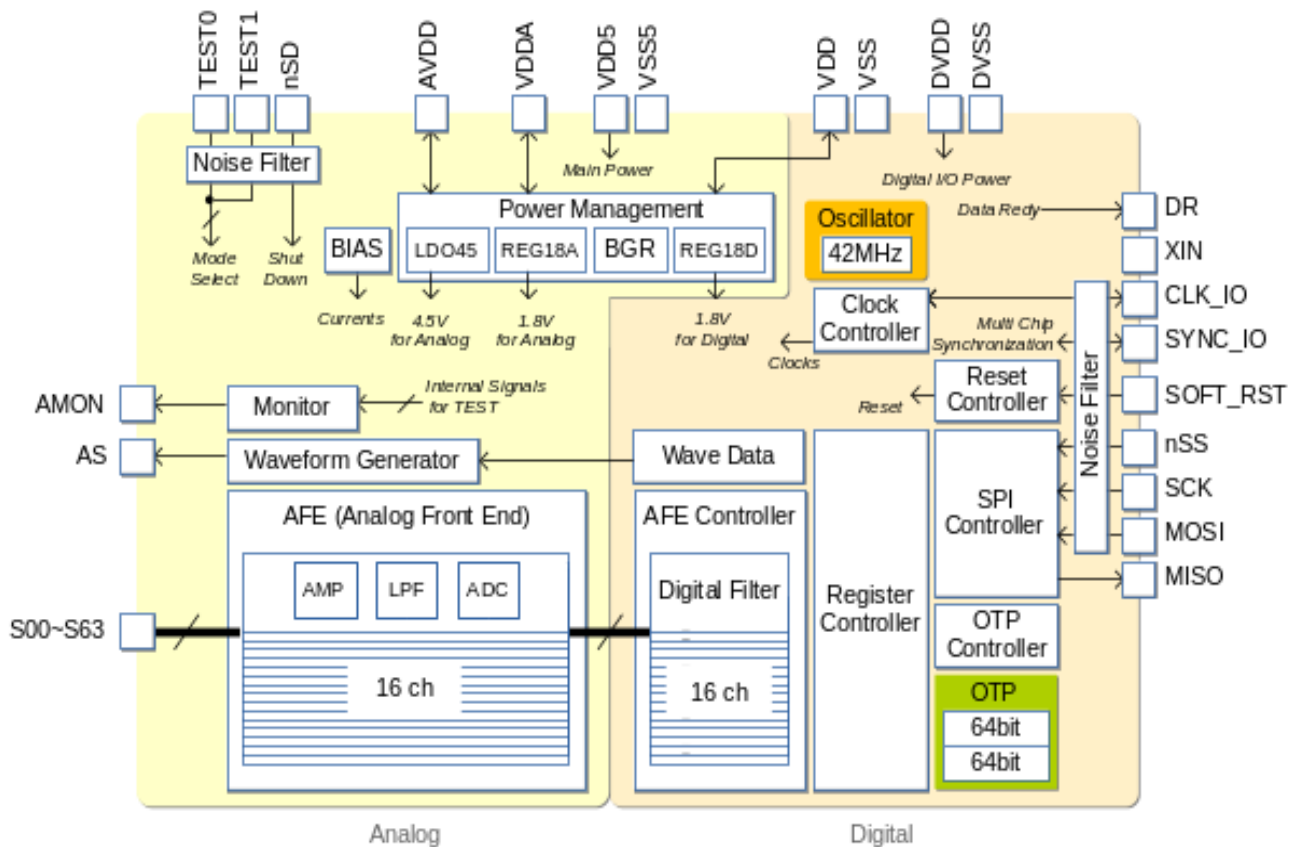 TEST0
TEST1
nSD
AVDD
VDDA
VDD5
VSS5
VDD
VSS
DVDD
DVSS
Noise Filter
Main Power
Digital I/O Power
Mode
Select
Shut
Down
BIAS
Currents
Power Management
LDO45
REG18A
BGR
REG18D
4.5V
for Analog
1.8V
for Analog
1.8V
for Digital
Oscillator
42MHz
Data Redy
DR
XIN
CLK_IO
SYNC_IO
SOFT_RST
nSS
SCK
MOSI
MISO
Clock
Controller
Clocks
Multi Chip
Synchronization
Noise Filter
Reset
Controller
Reset
AMON
Monitor
Internal Signals
for TEST
AS
Waveform Generator
Wave Data
AFE (Analog Front End)
AMP
LPF
ADC
16 ch
S00~S63
AFE Controller
Digital Filter
16 ch
Register
Controller
SPI
Controller
OTP
Controller
OTP
64bit
64bit
Analog
Digital